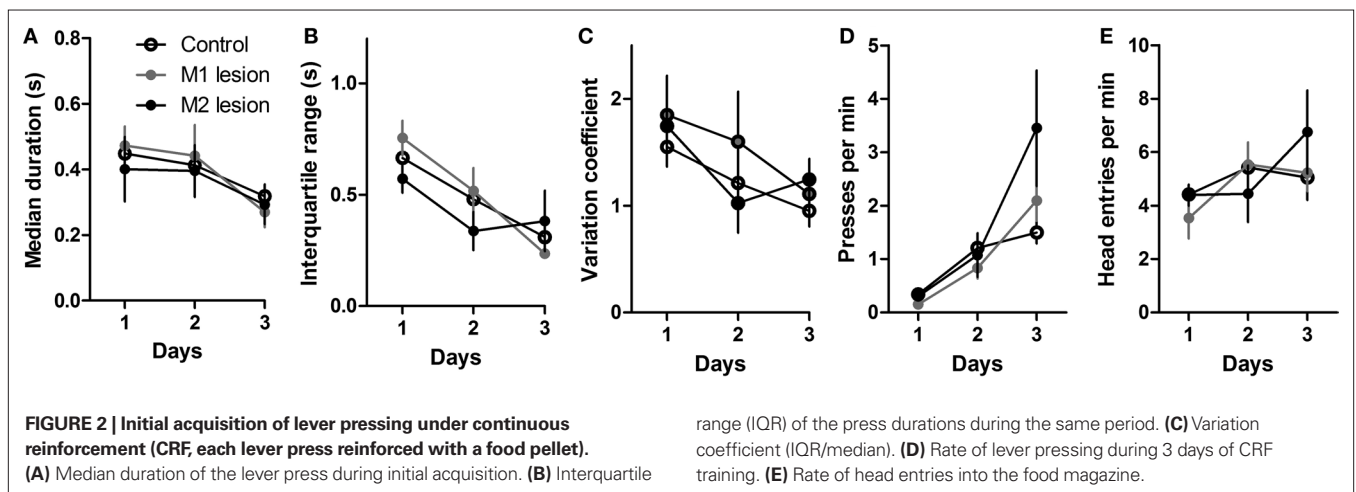 A
0.8
0.6
0.4
0.2
0.0
Median duration (s)
Control
M1 lesion
M2 lesion
1 2 3
Days
B
1.0
0.5
0.0
Interquartile range (s)
1 2 3
Days
C
2
1
0
Variation coefficient
1 2 3
Days
D
5
4
3
2
1
0
Presses per min
1 2 3
Days
E
10
8
6
4
2
0
Head entries per min
1 2 3
Days
FIGURE 2 | Initial acquisition of lever pressing under continuous
reinforcement (CRF, each lever press reinforced with a food pellet).
(A) Median duration of the lever press during initial acquisition. (B) Interquartile
range (IQR) of the press durations during the same period. (C) Variation
coefficient (IQR/median). (D) Rate of lever pressing during 3 days of CRF
training. (E) Rate of head entries into the food magazine.